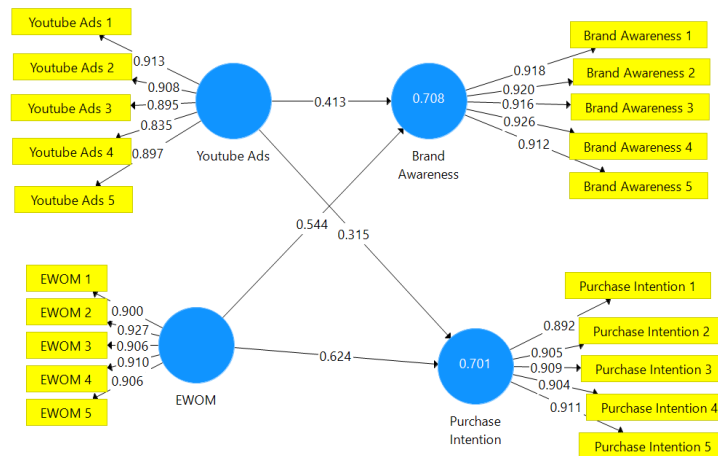 Youtube Ads 1
Youtube Ads 2
Youtube Ads 3
Youtube Ads 4
Youtube Ads 5
0.913
0.908
0.895
0.835
0.897
Youtube Ads
0.413
0.708
Brand
Awareness
0.918
0.920
0.916
0.926
0.912
Brand Awareness 1
Brand Awareness 2
Brand Awareness 3
Brand Awareness 4
Brand Awareness 5
0.544
0.315
EWOM 1
EWOM 2
EWOM 3
EWOM 4
EWOM 5
0.900
0.927
0.906
0.910
0.906
EWOM
0.624
0.701
Purchase
Intention
0.892
0.905
0.909
0.904
0.911
Purchase Intention 1
Purchase Intention 2
Purchase Intention 3
Purchase Intention 4
Purchase Intention 5